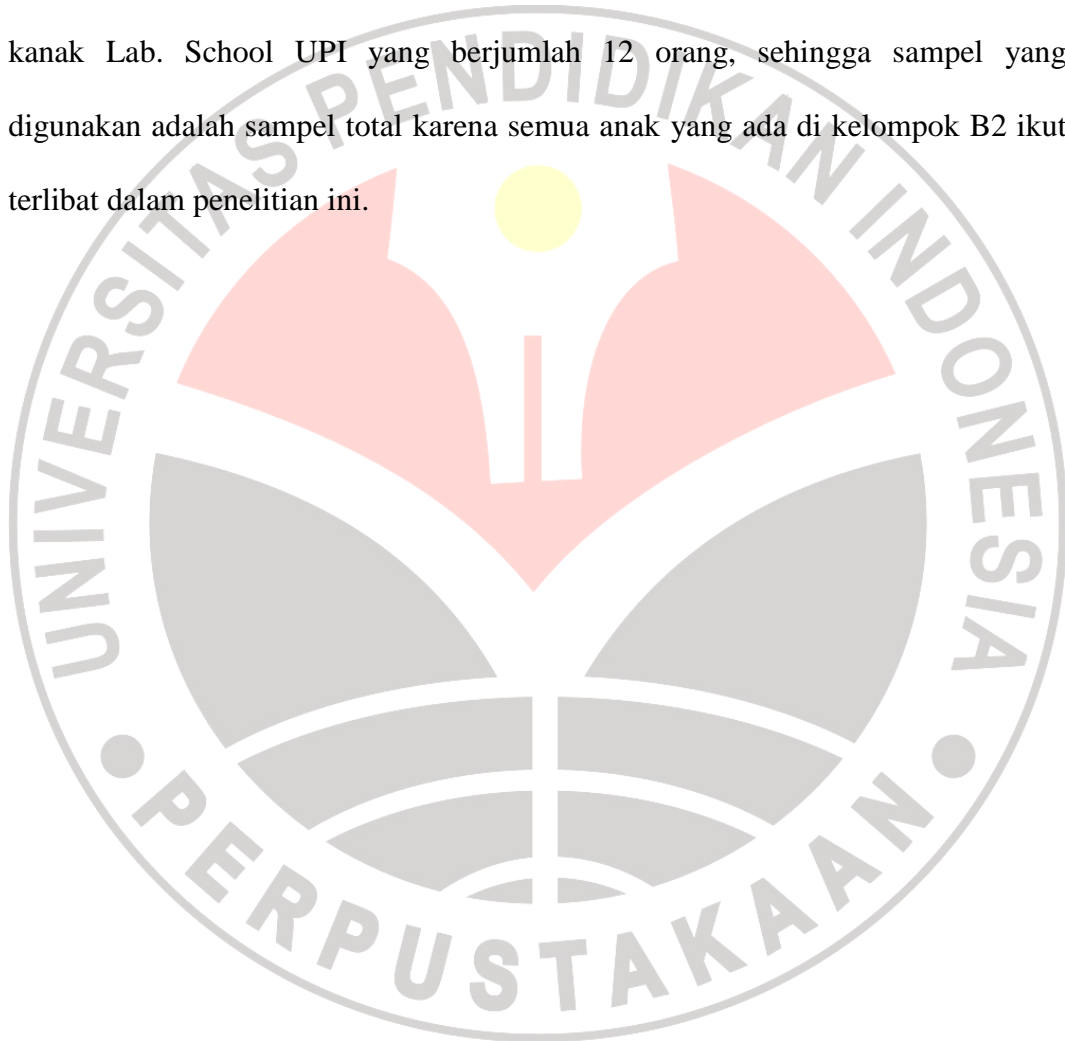 kanak Lab. School UPI yang berjumlah 12 orang, sehingga sampel yang
digunakan adalah sampel total karena semua anak yang ada di kelompok B2 ikut
terlibat dalam penelitian ini.
UNIVERSITAS PENDIDIKAN INDONESIA
PERPUSTAKAAN